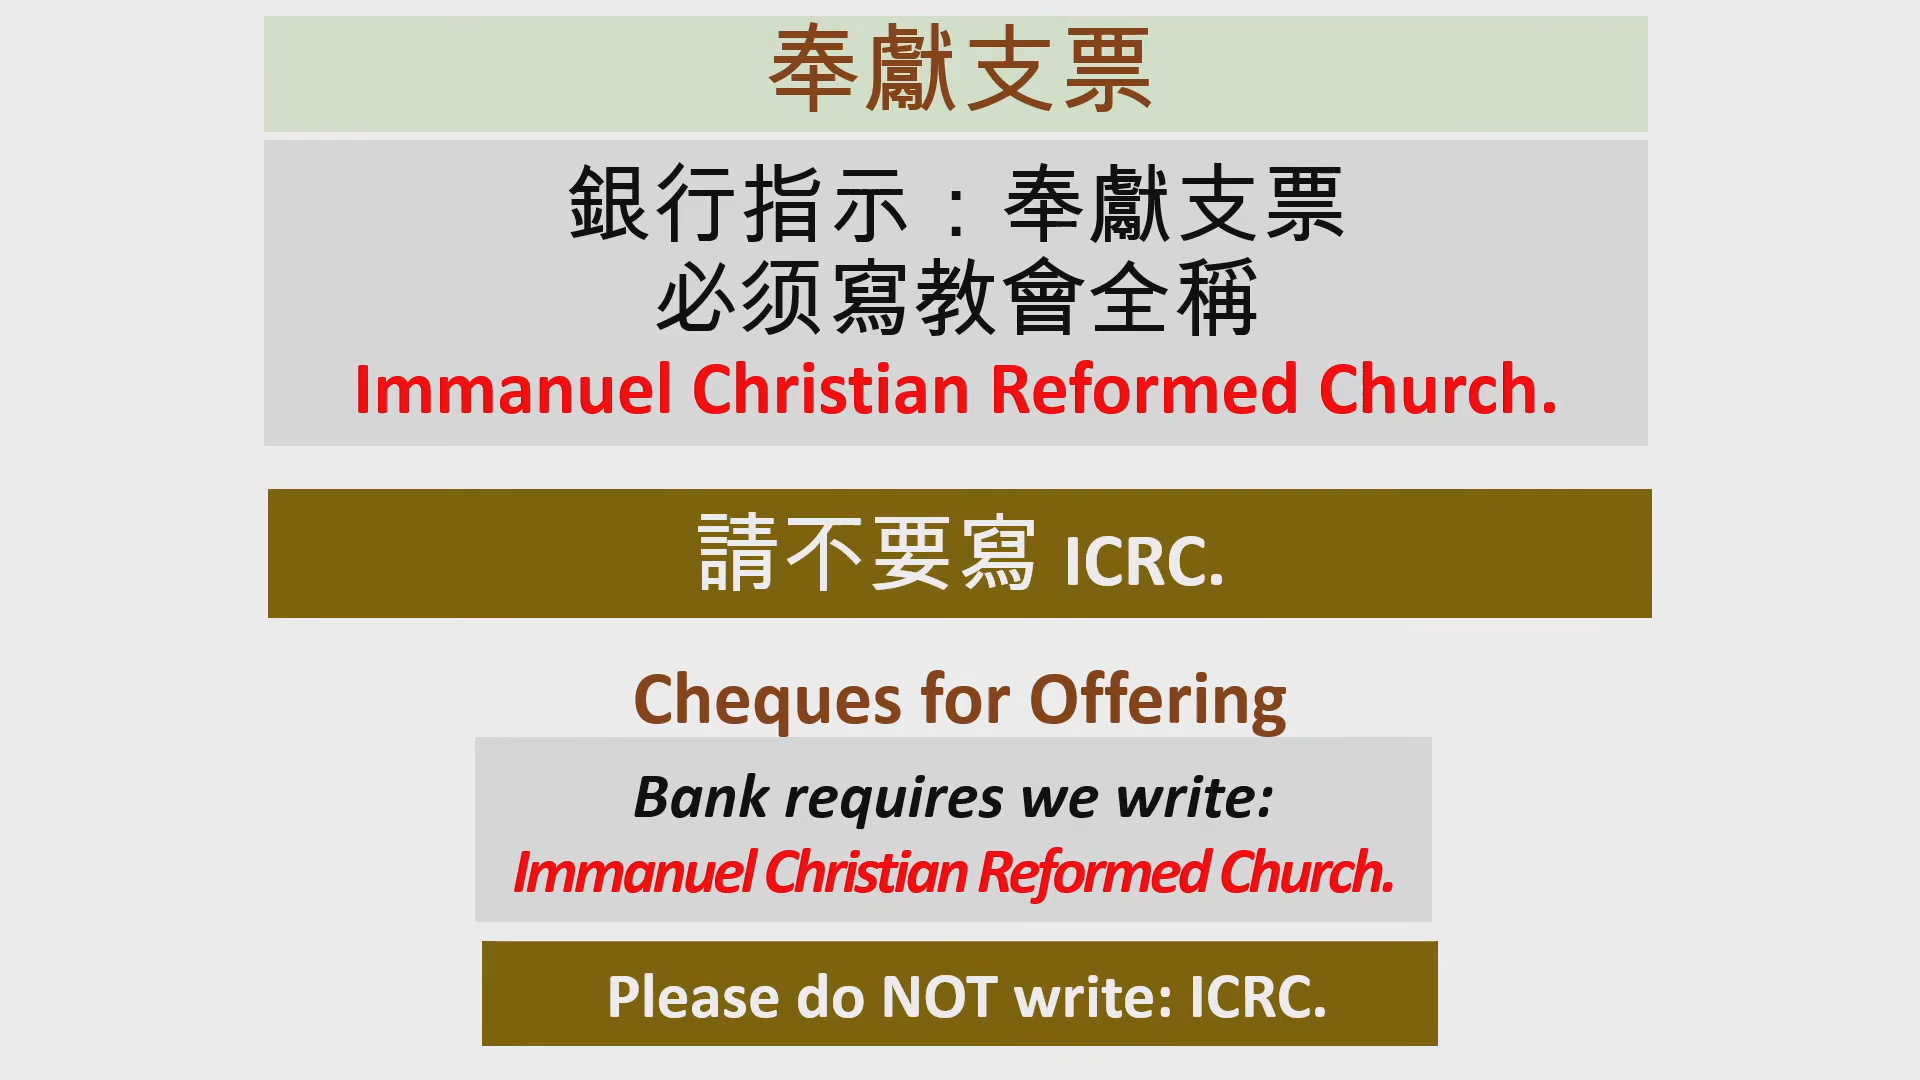 奉獻支票
銀行指示：奉獻支票
必须寫教會全稱
Immanuel Christian Reformed Church.
請不要寫 ICRC.
Cheques for Offering
Bank requires we write:
Immanuel Christian Reformed Church.
Please do NOT write: ICRC.